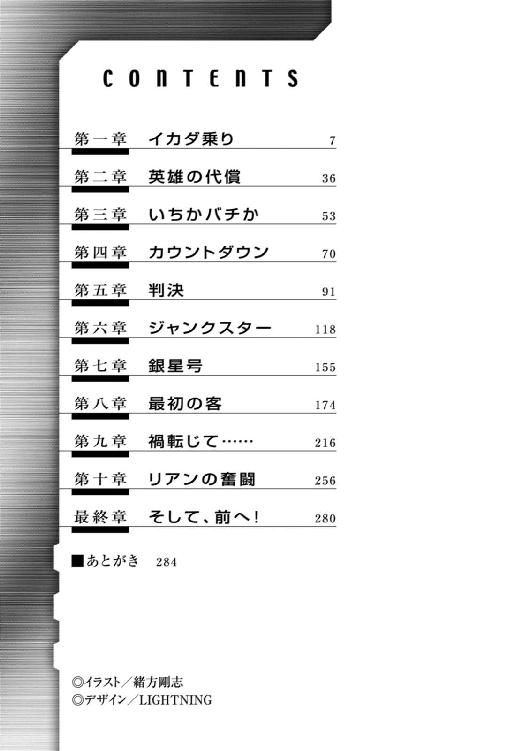 CONTENTS
第一章 イカダ乗り 7
第二章 英雄の代償 36
第三章 いちかバチか 53
第四章 カウントダウン 70
第五章 判決 91
第六章 ジャンクスター 118
第七章 銀星号 155
第八章 最初の客 174
第九章 禍転じて…… 216
第十章 リアンの奮闘 256
最終章 そして、前へ! 280
■あとがき 284
◎イラスト/緒方剛志
◎デザイン/LIGHTNING